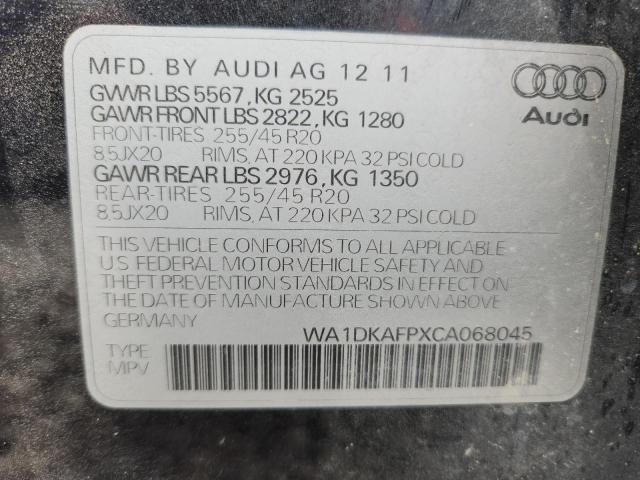 MFD. BY AUDI AG 12 11
GVWR LBS 5567, KG 2525
GAWR FRONT LBS 2822, KG 1280
FRONT-TIRES 255/45 R20
8,5JX20 RIMS, AT 220 KPA 32 PSI COLD
GAWR REAR LBS 2976, KG 1350
REAR-TIRES 255/45 R20
8,5JX20 RIMS, AT 220 KPA 32 PSI COLD
Audi
THIS VEHICLE CONFORMS TO ALL APPLICABLE
U.S FEDERAL MOTOR VEHICLE SAFETY AND
THEFT PREVENTION STANDARDS IN EFFECT ON
THE DATE OF MANUFACTURE SHOWN ABOVE
GERMANY
WA1DKAFPXCA068045
TYPE
MPV